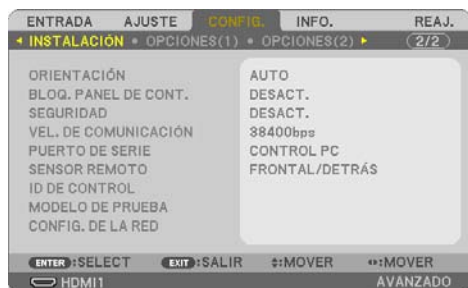 ENTRADA AJUSTE CONFIG. INFO. REAJ.
INSTALACIÓN • OPCIONES(1) • OPCIONES(2) (2/2)
ORIENTACIÓN AUTO
BLOQ. PANEL DE CONT. DESACT.
SEGURIDAD DESACT.
VEL. DE COMUNICACIÓN 38400bps
PUERTO DE SERIE CONTROL PC
SENSOR REMOTO FRONTAL/DETRÁS
ID DE CONTROL
MODELO DE PRUEBA
CONFIG. DE LA RED
ENTER :SELECT EXIT :SALIR :MOVER :MOVER
HDMI1 AVANZADO